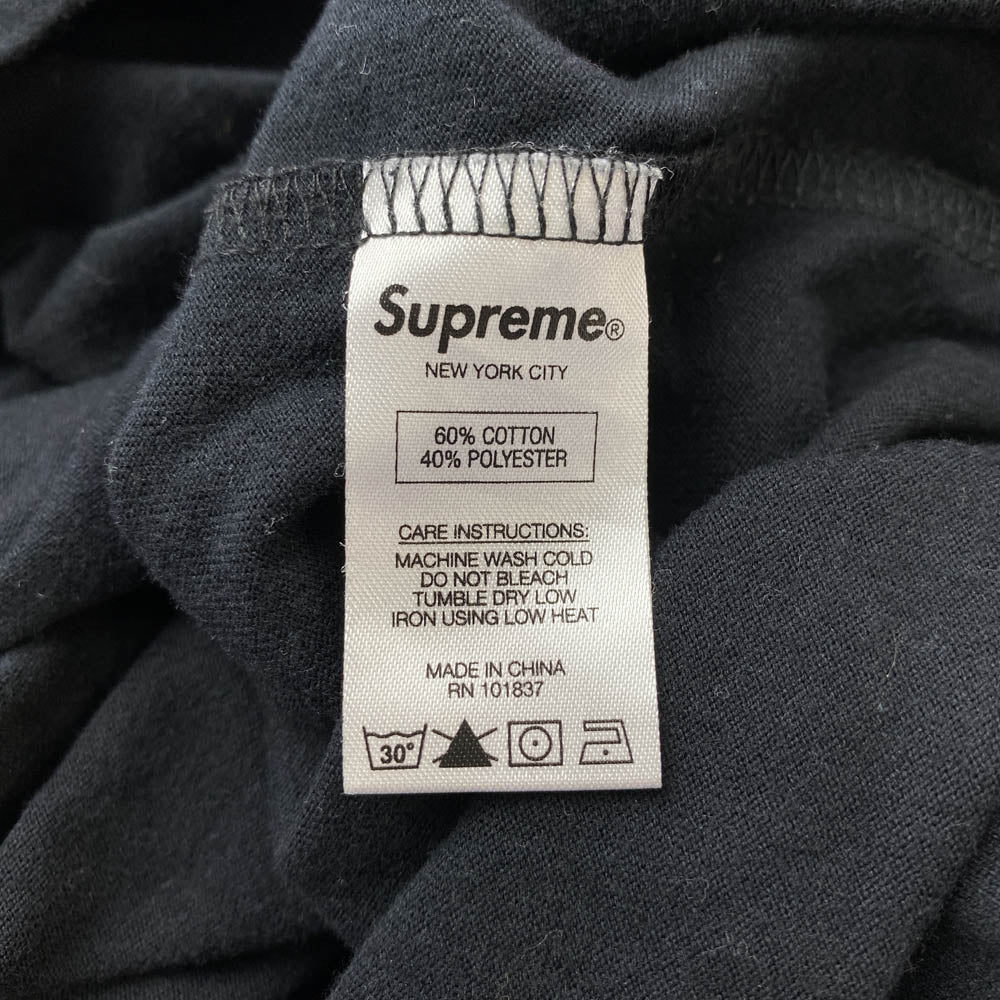 Supreme®
NEW YORK CITY
60% COTTON
40% POLYESTER
CARE INSTRUCTIONS:
MACHINE WASH COLD
DO NOT BLEACH
TUMBLE DRY LOW
IRON USING LOW HEAT
MADE IN CHINA
RN 101837
30°